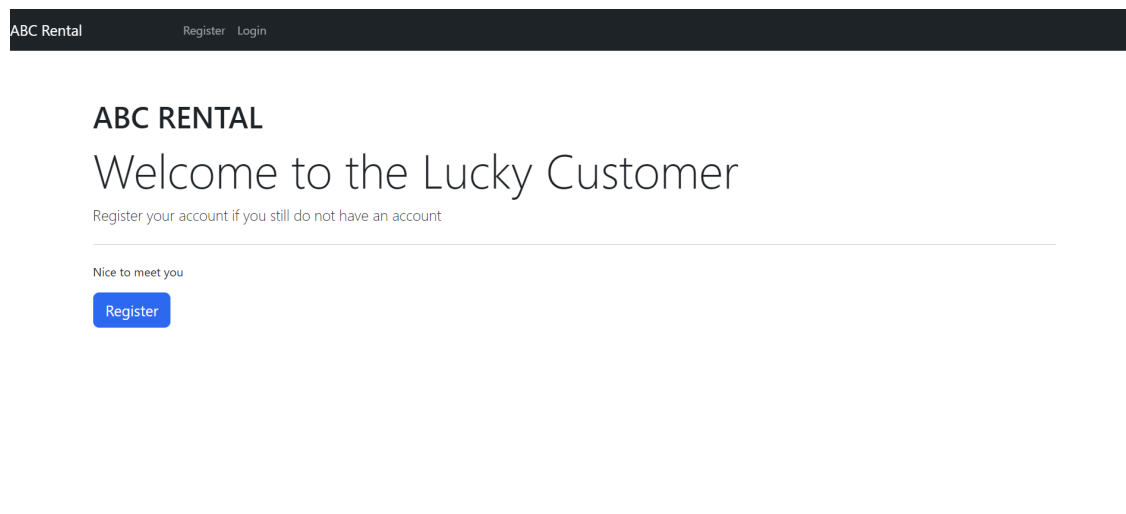 ABC Rental Register Login
ABC RENTAL
Welcome to the Lucky Customer
Register your account if you still do not have an account
Nice to meet you
Register